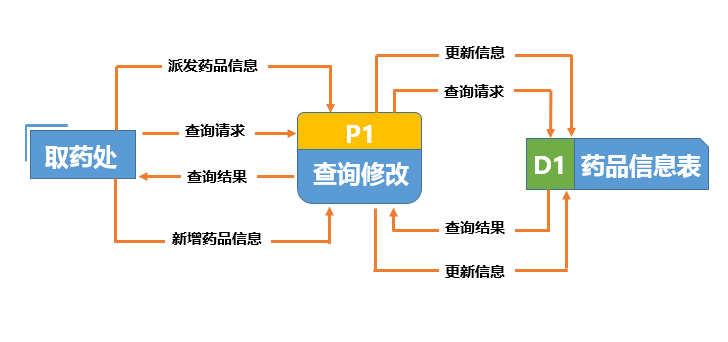 更新信息
派发药品信息
查询请求
查询请求
P1
取药处
查询修改
D1 药品信息表
查询结果
新增药品信息
查询结果
更新信息